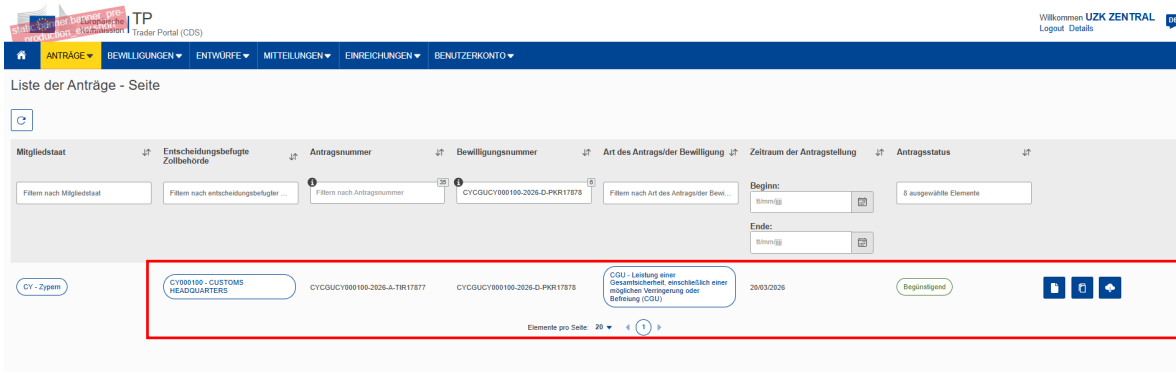 static banner banner_pre-
production_
Europäische
Kommission
TP
Trader Portal (CDS)
Willkommen UZK ZENTRAL
Logout Details
DE
ANTRÄGE
BEWILLIGUNGEN
ENTWÜRFE
MITTEILUNGEN
EINREICHUNGEN
BENUTZERKONTO
Liste der Anträge - Seite
Mitgliedstaat
Entscheidungsbefugte
Zollbehörde
Antragsnummer
Bewilligungsnummer
Art des Antrags/der Bewilligung
Zeitraum der Antragstellung
Antragsstatus
Filtern nach Mitgliedstaat
Filtern nach entscheidungsbefugter ...
Filtern nach Antragsnummer
35
CYCGUCY000100-2026-D-PKR17878
6
Filtern nach Art des Antrags/der Bewi...
Beginn:
tt/mm/jjjj
Ende:
tt/mm/jjjj
8 ausgewählte Elemente
CY - Zypern
CY000100 - CUSTOMS
HEADQUARTERS
CYCGUCY000100-2026-A-TIR17877
CYCGUCY000100-2026-D-PKR17878
CGU - Leistung einer
Gesamtsicherheit, einschließlich einer
möglichen Verringerung oder
Befreiung (CGU)
20/03/2026
Begünstigend
Elemente pro Seite: 20
1